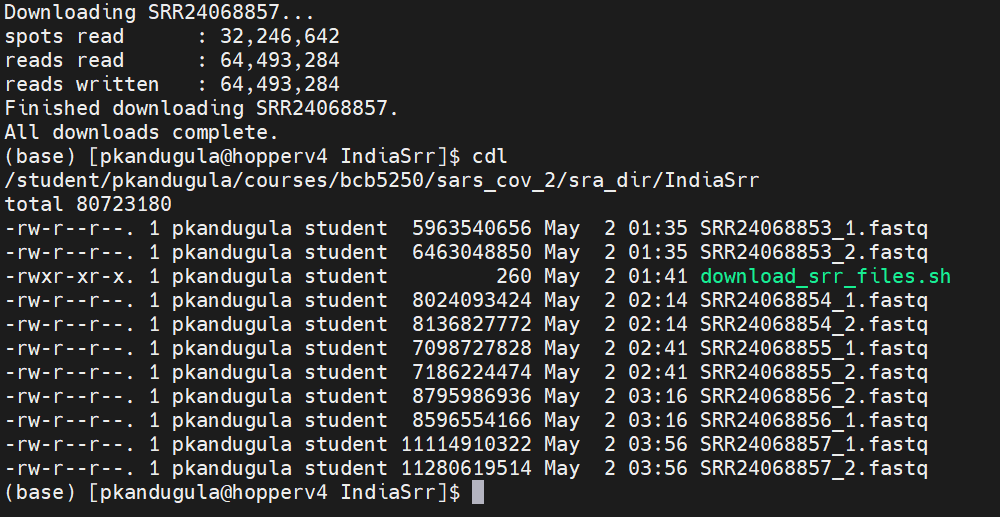 Downloading SRR24068857...
spots read      : 32,246,642
reads read      : 64,493,284
reads written   : 64,493,284
Finished downloading SRR24068857.
All downloads complete.
(base) [pkandugula@hopperv4 IndiaSrr]$ cdl
/student/pkandugula/courses/bcb5250/sars_cov_2/sra_dir/IndiaSrr
total 80723180
-rw-r--r--. 1 pkandugula student  5963540656 May  2 01:35 SRR24068853_1.fastq
-rw-r--r--. 1 pkandugula student  6463048850 May  2 01:35 SRR24068853_2.fastq
-rwxr-xr-x. 1 pkandugula student         260 May  2 01:41 download_srr_files.sh
-rw-r--r--. 1 pkandugula student  8024093424 May  2 02:14 SRR24068854_1.fastq
-rw-r--r--. 1 pkandugula student  8136827772 May  2 02:14 SRR24068854_2.fastq
-rw-r--r--. 1 pkandugula student  7098727828 May  2 02:41 SRR24068855_1.fastq
-rw-r--r--. 1 pkandugula student  7186224474 May  2 02:41 SRR24068855_2.fastq
-rw-r--r--. 1 pkandugula student  8795986936 May  2 03:16 SRR24068856_2.fastq
-rw-r--r--. 1 pkandugula student  8596554166 May  2 03:16 SRR24068856_1.fastq
-rw-r--r--. 1 pkandugula student 11114910322 May  2 03:56 SRR24068857_1.fastq
-rw-r--r--. 1 pkandugula student 11280619514 May  2 03:56 SRR24068857_2.fastq
(base) [pkandugula@hopperv4 IndiaSrr]$